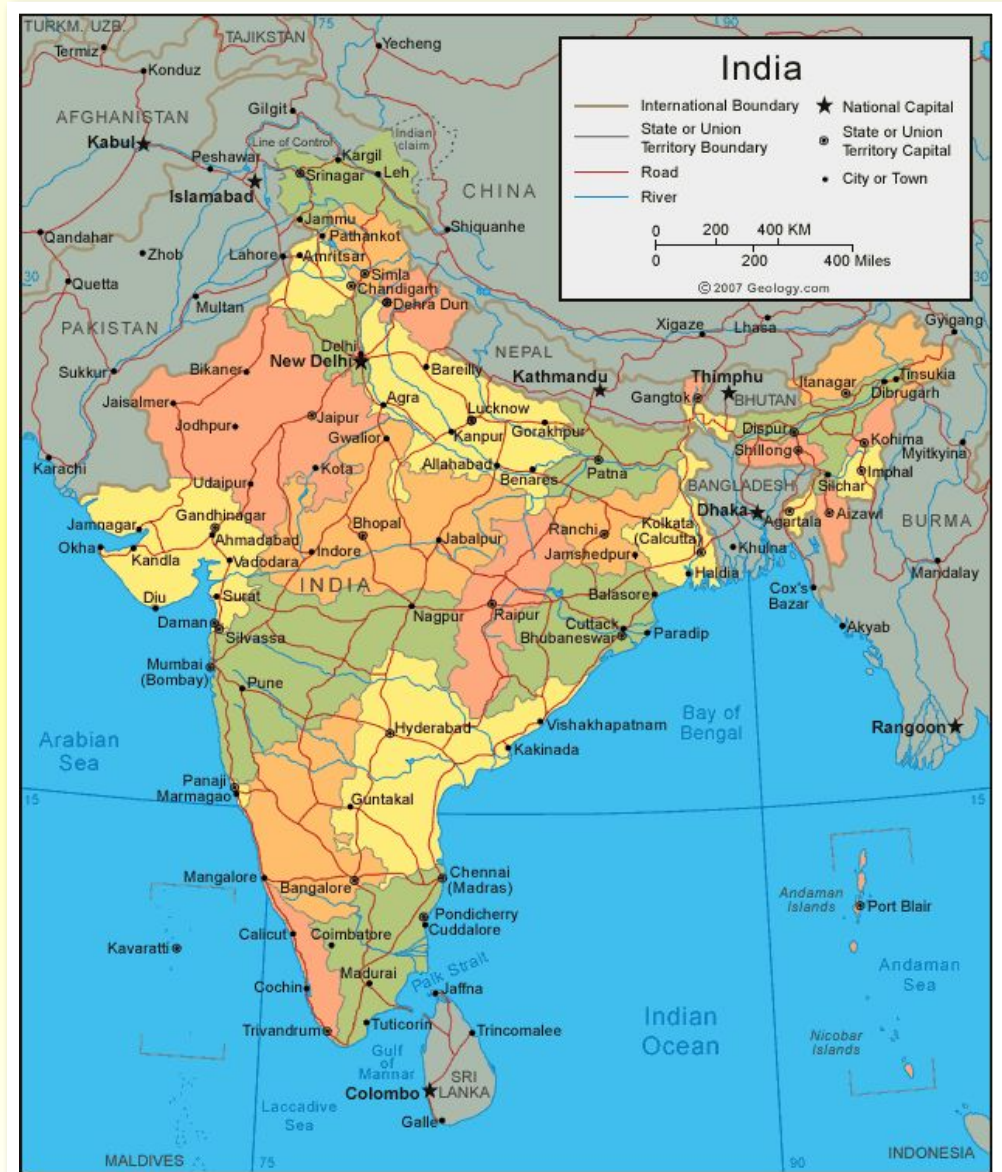 75
90
TURKM. UZB.
TAJIKISTAN
Termiz
Yecheng
Konduz
India
International Boundary
State or Union
Territory Boundary
Road
River
National Capital
State or Union
Territory Capital
City or Town
0 200 400 KM
0 200 400 Miles
© 2007 Geology.com
Gilgit
AFGHANISTAN
Kabul
Indian
claim
Line of Control
Kargil
Peshawar
Srinagar
Leh
Islamabad
CHINA
Jammu
Shiquanhe
Qandahar
Pathankot
Zhob
Lahore
Amritsar
Simla
30
Quetta
Chandigarh
30
Multan
Dehra Dun
PAKISTAN
Xigaze
Lhasa
Gyigang
Delhi
NEPAL
New Delhi
Sukkur
Bikaner
Bareilly
Kathmandu
Thimphu
Itanagar
Tinsukia
Gangtok
BHUTAN
Dibrugarh
Jaisalmer
Agra
Lucknow
Jaipur
Jodhpur
Gwalior
Kanpur
Gorakhpur
Dispur
Kohima
Shillong
Myitkyina
Karachi
Kota
Allahabad
Patna
Benares
Imphal
Silchar
Udaipur
BANGLADESH
Gandhinagar
Dhaka
Jamnagar
Bhopal
Ranchi
Kolkata
(Calcutta)
Agartala
Aizawl
BURMA
Ahmadabad
Okha
Indore
Jabalpur
Jamshedpur
Khulna
Kandla
Vadodara
Mandalay
Haldia
INDIA
Diu
Surat
Balasore
Cox's
Bazar
Nagpur
Raipur
Daman
Cuttack
Silvassa
Bhubaneswar
Paradip
Akyab
Mumbai
(Bombay)
Pune
Vishakhapatnam
Bay of
Bengal
Hyderabad
Rangoon
Arabian
Sea
Kakinada
Panaji
Marmagao
15
Guntakal
15
Mangalore
Bangalore
Chennai
(Madras)
Andaman
Islands
Port Blair
Pondicherry
Cuddalore
Calicut
Coimbatore
Kavaratti
Madurai
Palk Strait
Andaman
Sea
Cochin
Jaffna
Trivandrum
Tuticorin
Trincomalee
Indian
Ocean
Nicobar
Islands
Gulf
of
Mannar
SRI
LANKA
Colombo
Laccadive
Sea
Galle
MALDIVES
75
90
INDONESIA